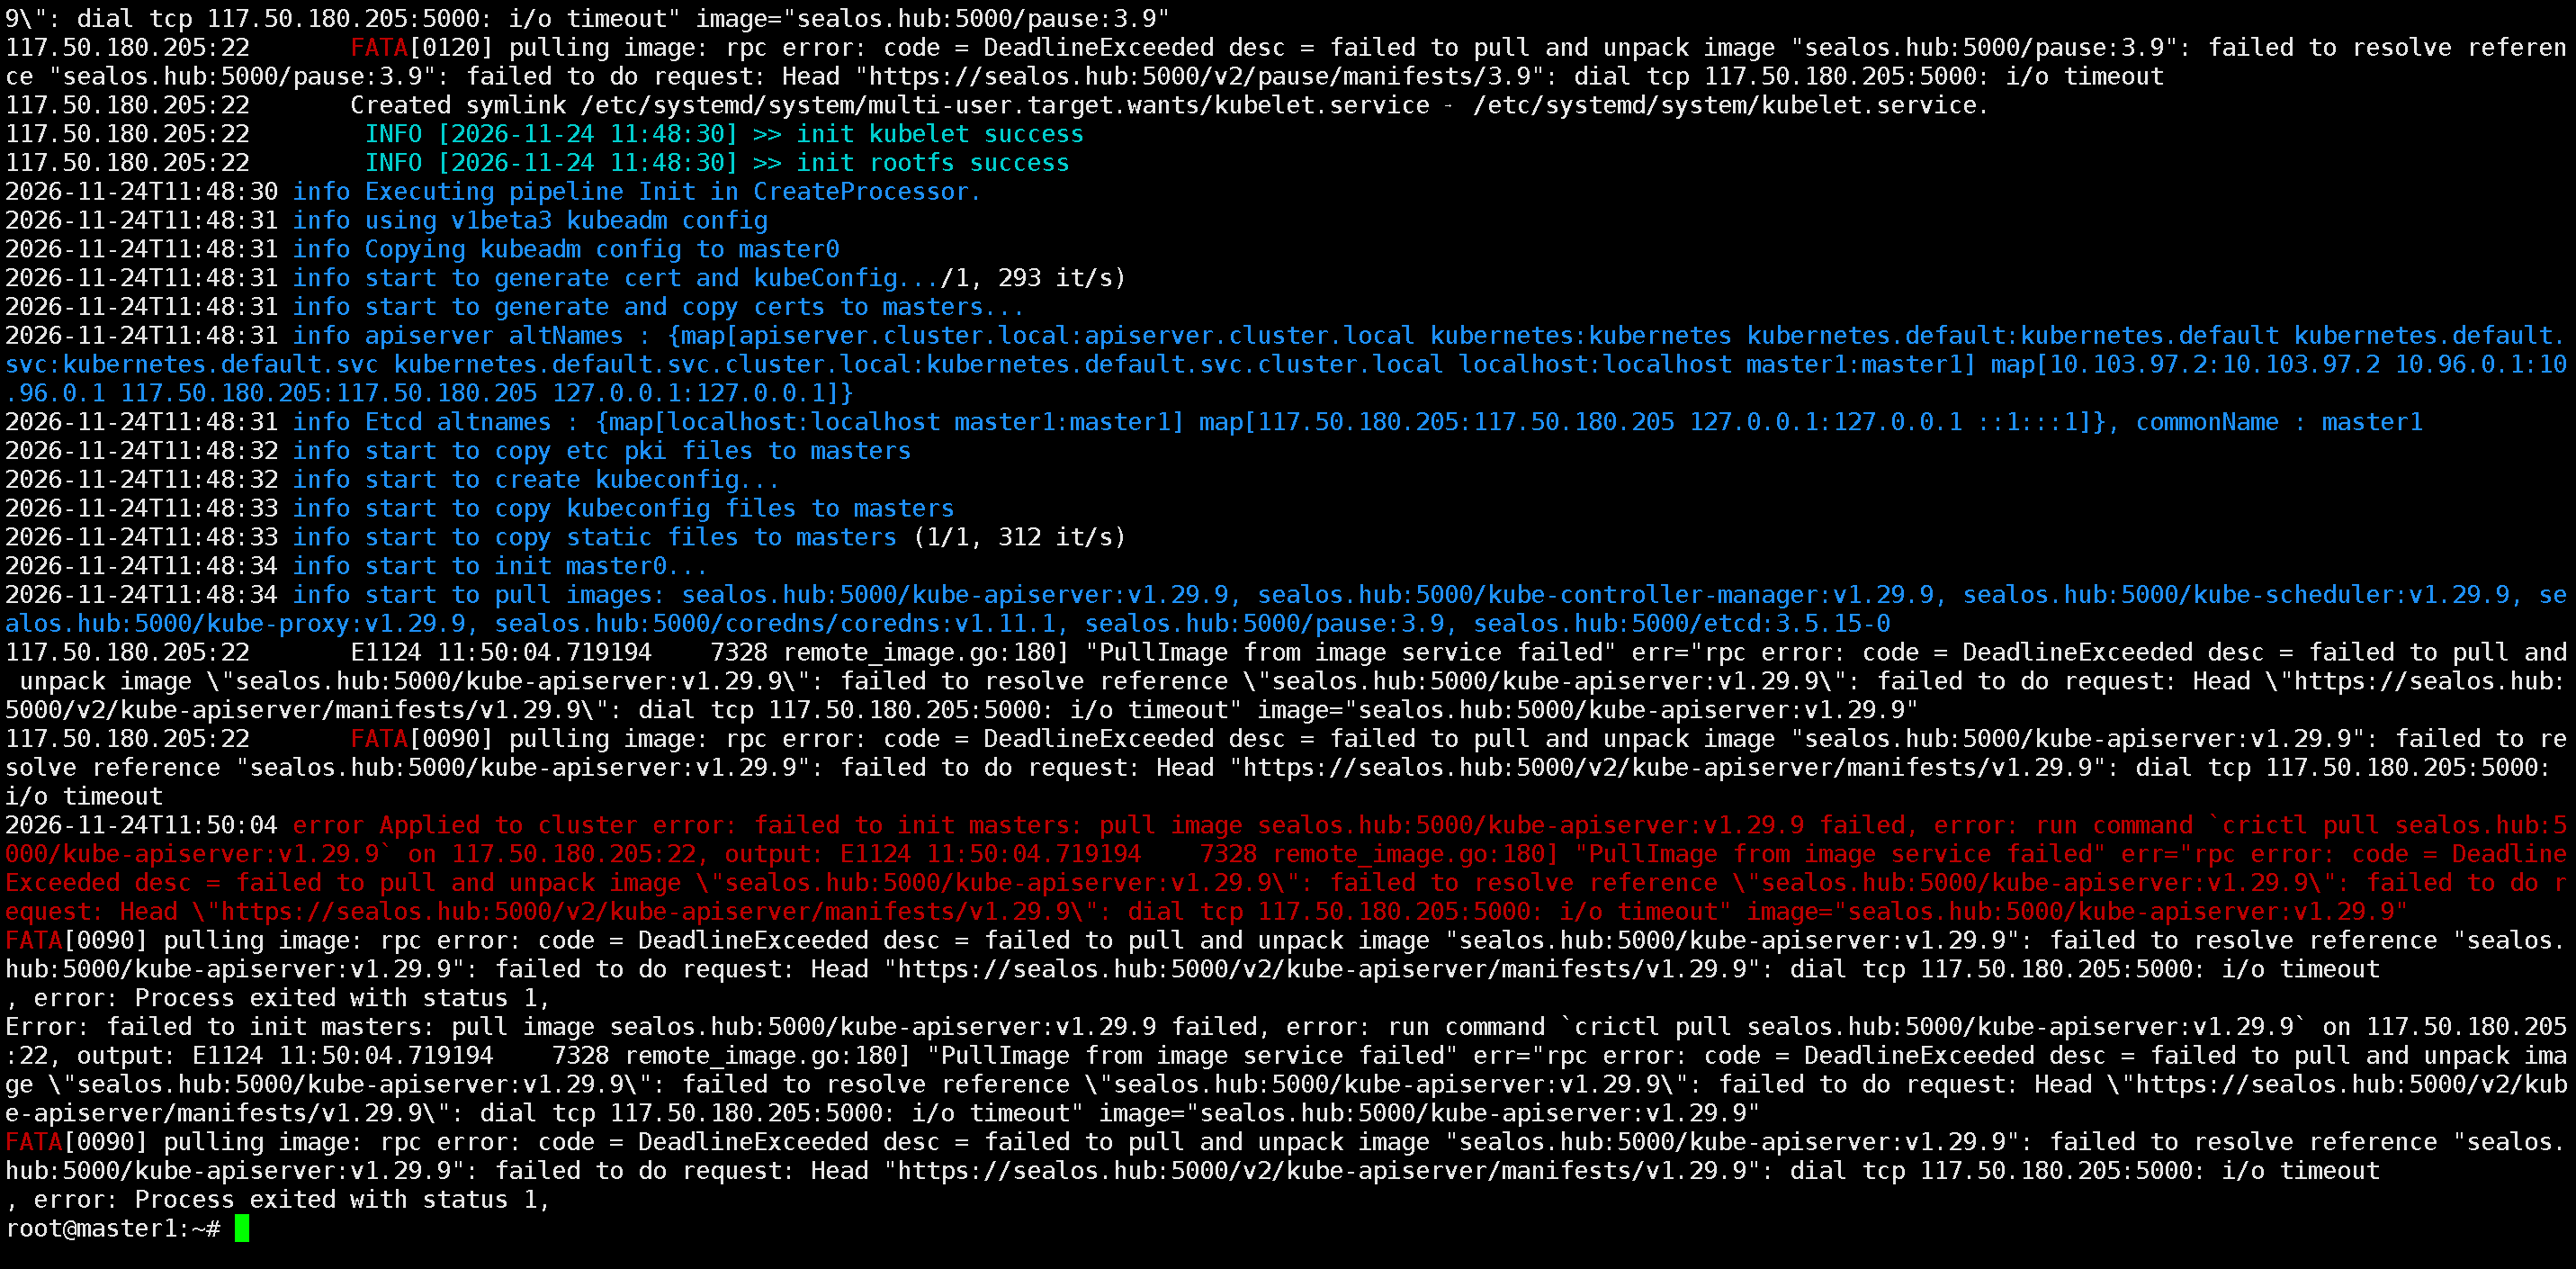 9\": dial tcp 117.50.180.205:5000: i/o timeout" image="sealos.hub:5000/pause:3.9"
117.50.180.205:22       FATA[0120] pulling image: rpc error: code = DeadlineExceeded desc = failed to pull and unpack image "sealos.hub:5000/pause:3.9": failed to resolve referen
ce "sealos.hub:5000/pause:3.9": failed to do request: Head "https://sealos.hub:5000/v2/pause/manifests/3.9": dial tcp 117.50.180.205:5000: i/o timeout
117.50.180.205:22       Created symlink /etc/systemd/system/multi-user.target.wants/kubelet.service - /etc/systemd/system/kubelet.service.
117.50.180.205:22        INFO [2026-11-24 11:48:30] >> init kubelet success
117.50.180.205:22        INFO [2026-11-24 11:48:30] >> init rootfs success
2026-11-24T11:48:30 info Executing pipeline Init in CreateProcessor.
2026-11-24T11:48:31 info using v1beta3 kubeadm config
2026-11-24T11:48:31 info Copying kubeadm config to master0
2026-11-24T11:48:31 info start to generate cert and kubeConfig.../1, 293 it/s)
2026-11-24T11:48:31 info start to generate and copy certs to masters...
2026-11-24T11:48:31 info apiserver altNames : {map[apiserver.cluster.local:apiserver.cluster.local kubernetes:kubernetes kubernetes.default:kubernetes.default kubernetes.default.
svc:kubernetes.default.svc kubernetes.default.svc.cluster.local:kubernetes.default.svc.cluster.local localhost:localhost master1:master1] map[10.103.97.2:10.103.97.2 10.96.0.1:10
.96.0.1 117.50.180.205:117.50.180.205 127.0.0.1:127.0.0.1]}
2026-11-24T11:48:31 info Etcd altnames : {map[localhost:localhost master1:master1] map[117.50.180.205:117.50.180.205 127.0.0.1:127.0.0.1 ::1:::1]}, commonName : master1
2026-11-24T11:48:32 info start to copy etc pki files to masters
2026-11-24T11:48:32 info start to create kubeconfig...
2026-11-24T11:48:33 info start to copy kubeconfig files to masters
2026-11-24T11:48:33 info start to copy static files to masters (1/1, 312 it/s)
2026-11-24T11:48:34 info start to init master0...
2026-11-24T11:48:34 info start to pull images: sealos.hub:5000/kube-apiserver:v1.29.9, sealos.hub:5000/kube-controller-manager:v1.29.9, sealos.hub:5000/kube-scheduler:v1.29.9, se
alos.hub:5000/kube-proxy:v1.29.9, sealos.hub:5000/coredns/coredns:v1.11.1, sealos.hub:5000/pause:3.9, sealos.hub:5000/etcd:3.5.15-0
117.50.180.205:22       E1124 11:50:04.719194    7328 remote_image.go:180] "PullImage from image service failed" err="rpc error: code = DeadlineExceeded desc = failed to pull and
 unpack image \"sealos.hub:5000/kube-apiserver:v1.29.9\": failed to resolve reference \"sealos.hub:5000/kube-apiserver:v1.29.9\": failed to do request: Head \"https://sealos.hub:
5000/v2/kube-apiserver/manifests/v1.29.9\": dial tcp 117.50.180.205:5000: i/o timeout" image="sealos.hub:5000/kube-apiserver:v1.29.9"
117.50.180.205:22       FATA[0090] pulling image: rpc error: code = DeadlineExceeded desc = failed to pull and unpack image "sealos.hub:5000/kube-apiserver:v1.29.9": failed to re
solve reference "sealos.hub:5000/kube-apiserver:v1.29.9": failed to do request: Head "https://sealos.hub:5000/v2/kube-apiserver/manifests/v1.29.9": dial tcp 117.50.180.205:5000:
i/o timeout
2026-11-24T11:50:04 error Applied to cluster error: failed to init masters: pull image sealos.hub:5000/kube-apiserver:v1.29.9 failed, error: run command `crictl pull sealos.hub:5
000/kube-apiserver:v1.29.9` on 117.50.180.205:22, output: E1124 11:50:04.719194    7328 remote_image.go:180] "PullImage from image service failed" err="rpc error: code = Deadline
Exceeded desc = failed to pull and unpack image \"sealos.hub:5000/kube-apiserver:v1.29.9\": failed to resolve reference \"sealos.hub:5000/kube-apiserver:v1.29.9\": failed to do r
equest: Head \"https://sealos.hub:5000/v2/kube-apiserver/manifests/v1.29.9\": dial tcp 117.50.180.205:5000: i/o timeout" image="sealos.hub:5000/kube-apiserver:v1.29.9"
FATA[0090] pulling image: rpc error: code = DeadlineExceeded desc = failed to pull and unpack image "sealos.hub:5000/kube-apiserver:v1.29.9": failed to resolve reference "sealos.
hub:5000/kube-apiserver:v1.29.9": failed to do request: Head "https://sealos.hub:5000/v2/kube-apiserver/manifests/v1.29.9": dial tcp 117.50.180.205:5000: i/o timeout
, error: Process exited with status 1,
Error: failed to init masters: pull image sealos.hub:5000/kube-apiserver:v1.29.9 failed, error: run command `crictl pull sealos.hub:5000/kube-apiserver:v1.29.9` on 117.50.180.205
:22, output: E1124 11:50:04.719194    7328 remote_image.go:180] "PullImage from image service failed" err="rpc error: code = DeadlineExceeded desc = failed to pull and unpack ima
ge \"sealos.hub:5000/kube-apiserver:v1.29.9\": failed to resolve reference \"sealos.hub:5000/kube-apiserver:v1.29.9\": failed to do request: Head \"https://sealos.hub:5000/v2/kub
e-apiserver/manifests/v1.29.9\": dial tcp 117.50.180.205:5000: i/o timeout" image="sealos.hub:5000/kube-apiserver:v1.29.9"
FATA[0090] pulling image: rpc error: code = DeadlineExceeded desc = failed to pull and unpack image "sealos.hub:5000/kube-apiserver:v1.29.9": failed to resolve reference "sealos.
hub:5000/kube-apiserver:v1.29.9": failed to do request: Head "https://sealos.hub:5000/v2/kube-apiserver/manifests/v1.29.9": dial tcp 117.50.180.205:5000: i/o timeout
, error: Process exited with status 1,
root@master1:~#